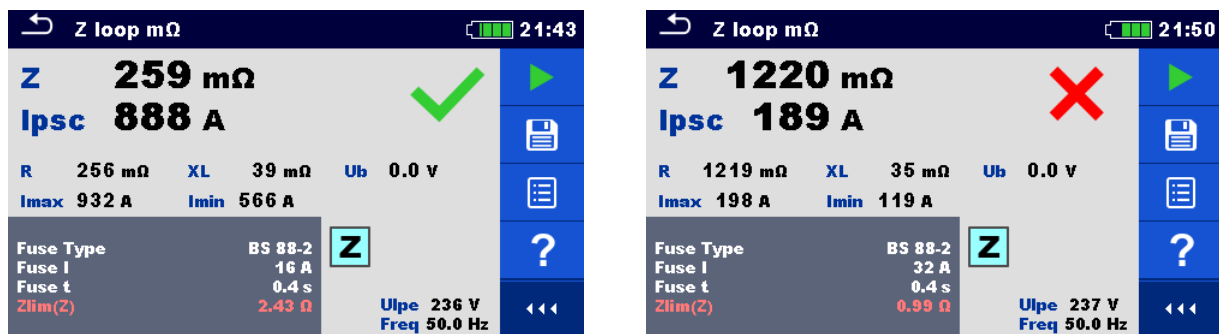 Z loop mΩ 21:43
Z 259 mΩ
Ipsc 888 A
R 256 mΩ XL 39 mΩ Ub 0.0 V
Imax 932 A Imin 566 A
Fuse Type BS 88-2
Fuse I 16 A
Fuse t 0.4 s
Zlim(Z) 2.43 Ω
Z
Ulpe 236 V
Freq 50.0 Hz
?
Z loop mΩ 21:50
Z 1220 mΩ
Ipsc 189 A
R 1219 mΩ XL 35 mΩ Ub 0.0 V
Imax 198 A Imin 119 A
Fuse Type BS 88-2
Fuse I 32 A
Fuse t 0.4 s
Zlim(Z) 0.99 Ω
Z
Ulpe 237 V
Freq 50.0 Hz
?